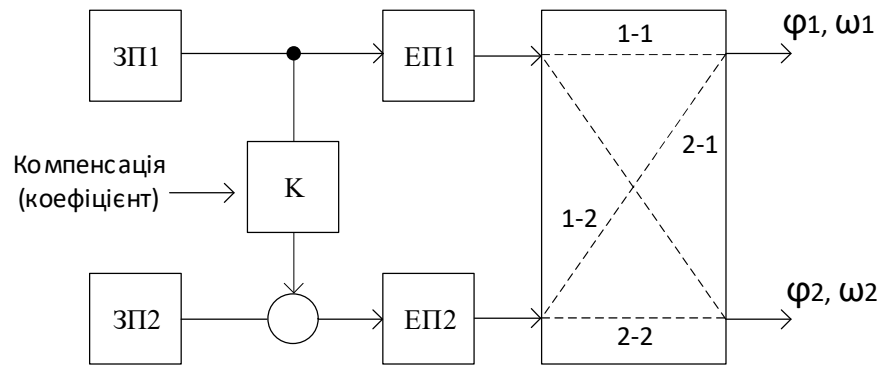 1-1
φ1, ω1
ЗП1
ЕП1
2-1
Компенсація
(коефіцієнт)
К
1-2
φ2, ω2
ЗП2
ЕП2
2-2